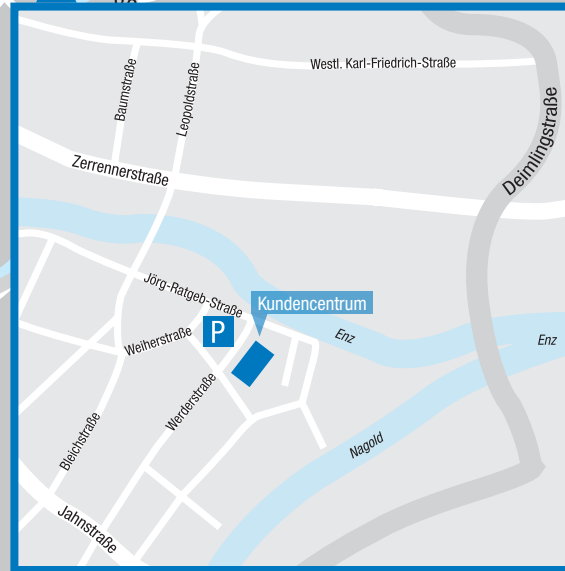 Westl. Karl-Friedrich-Straße
Baumstraße
Leopoldstraße
Deimlingstraße
Zerrennerstraße
Jörg-Ratgeb-Straße
Kundencentrum
P
Weiherstraße
Enz
Enz
Werderstraße
Bleichstraße
Nagold
Jahnstraße